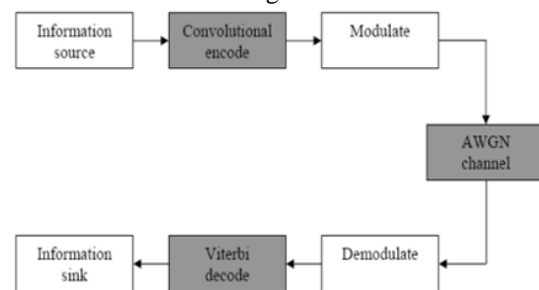 Information
source
Convolutional
encode
Modulate
AWGN
channel
Information
sink
Viterbi
decode
Demodulate